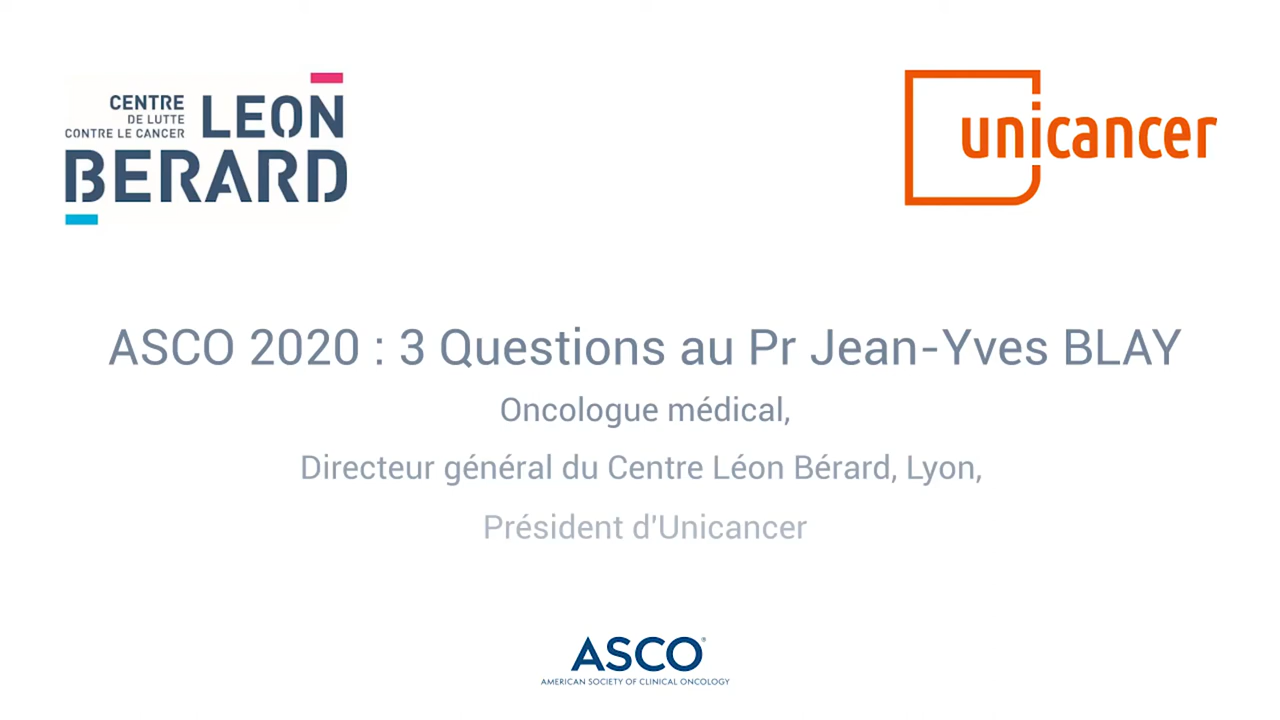 CENTRE
DE LUTTE
CONTRE LE CANCER
LEON
BERARD
unicancer
ASCO 2020 : 3 Questions au Pr Jean-Yves BLAY
Oncologue médical,
Directeur général du Centre Léon Bérard, Lyon,
Président d'Unicancer
ASCO®
AMERICAN SOCIETY OF CLINICAL ONCOLOGY